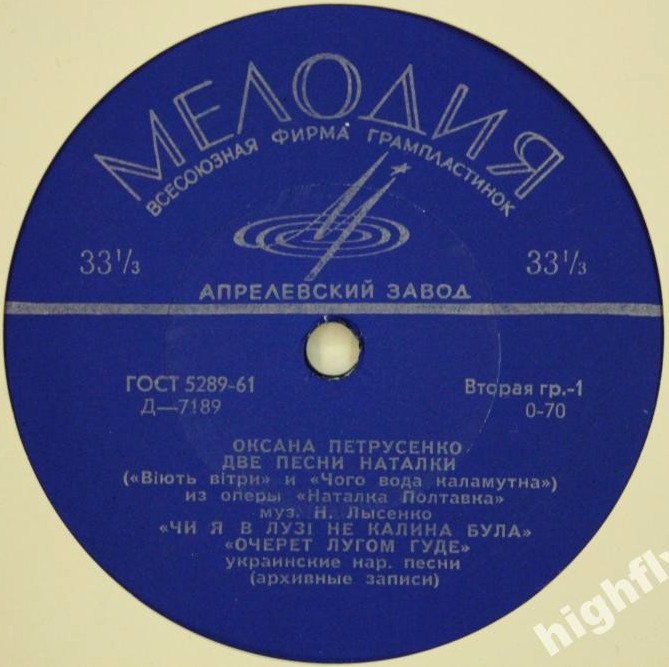 МЕЛОДИЯ
ВСЕСОЮЗНАЯ ФИРМА ГРАМПЛАСТИНОК
33⅓ 33⅓
АПРЕЛЕВСКИЙ ЗАВОД
ГОСТ 5289-61 Вторая гр.-1
Д—7189 0-70
ОКСАНА ПЕТРУСЕНКО
ДВЕ ПЕСНИ НАТАЛКИ
(«Віють вітри» и «Чого вода каламутна»)
из оперы «Наталка Полтавка»
муз. Н. Лысенко
«ЧИ Я В ЛУЗІ НЕ КАЛИНА БУЛА»
«ОЧЕРЕТ ЛУГОМ ГУДЕ»
украинские нар. песни
(архивные записи)